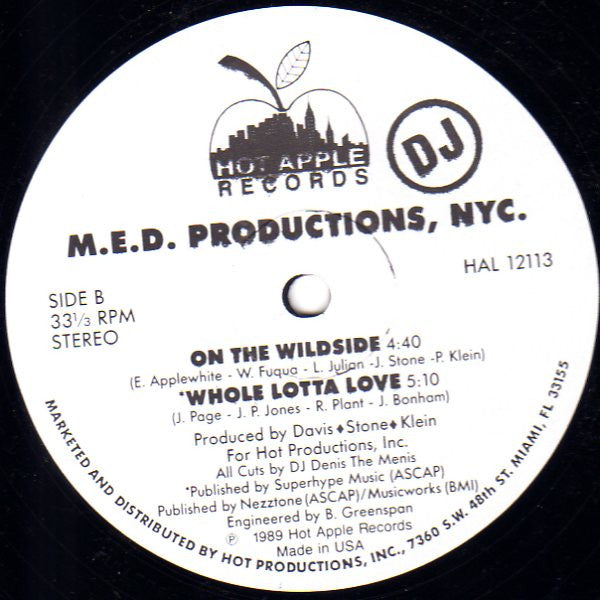 HOT APPLE
RECORDS
DJ
M.E.D. PRODUCTIONS, NYC.
HAL 12113
SIDE B
33⅓ RPM
STEREO
ON THE WILDSIDE 4:40
(E. Applewhite - W. Fuqua - L. Julian -J. Stone -P. Klein)
*WHOLE LOTTA LOVE 5:10
(J. Page - J. P. Jones - R. Plant - J. Bonham)
Produced by Davis♦Stone♦Klein
For Hot Productions, Inc.
All Cuts by DJ Denis The Menis
*Published by Superhype Music (ASCAP)
Published by Nezztone (ASCAP)/Musicworks (BMI)
Engineered by B. Greenspan
℗ 1989 Hot Apple Records
Made in USA
MARKETED AND DISTRIBUTED BY HOT PRODUCTIONS, INC., 7360 S.W. 48th ST. MIAMI, FL 33155